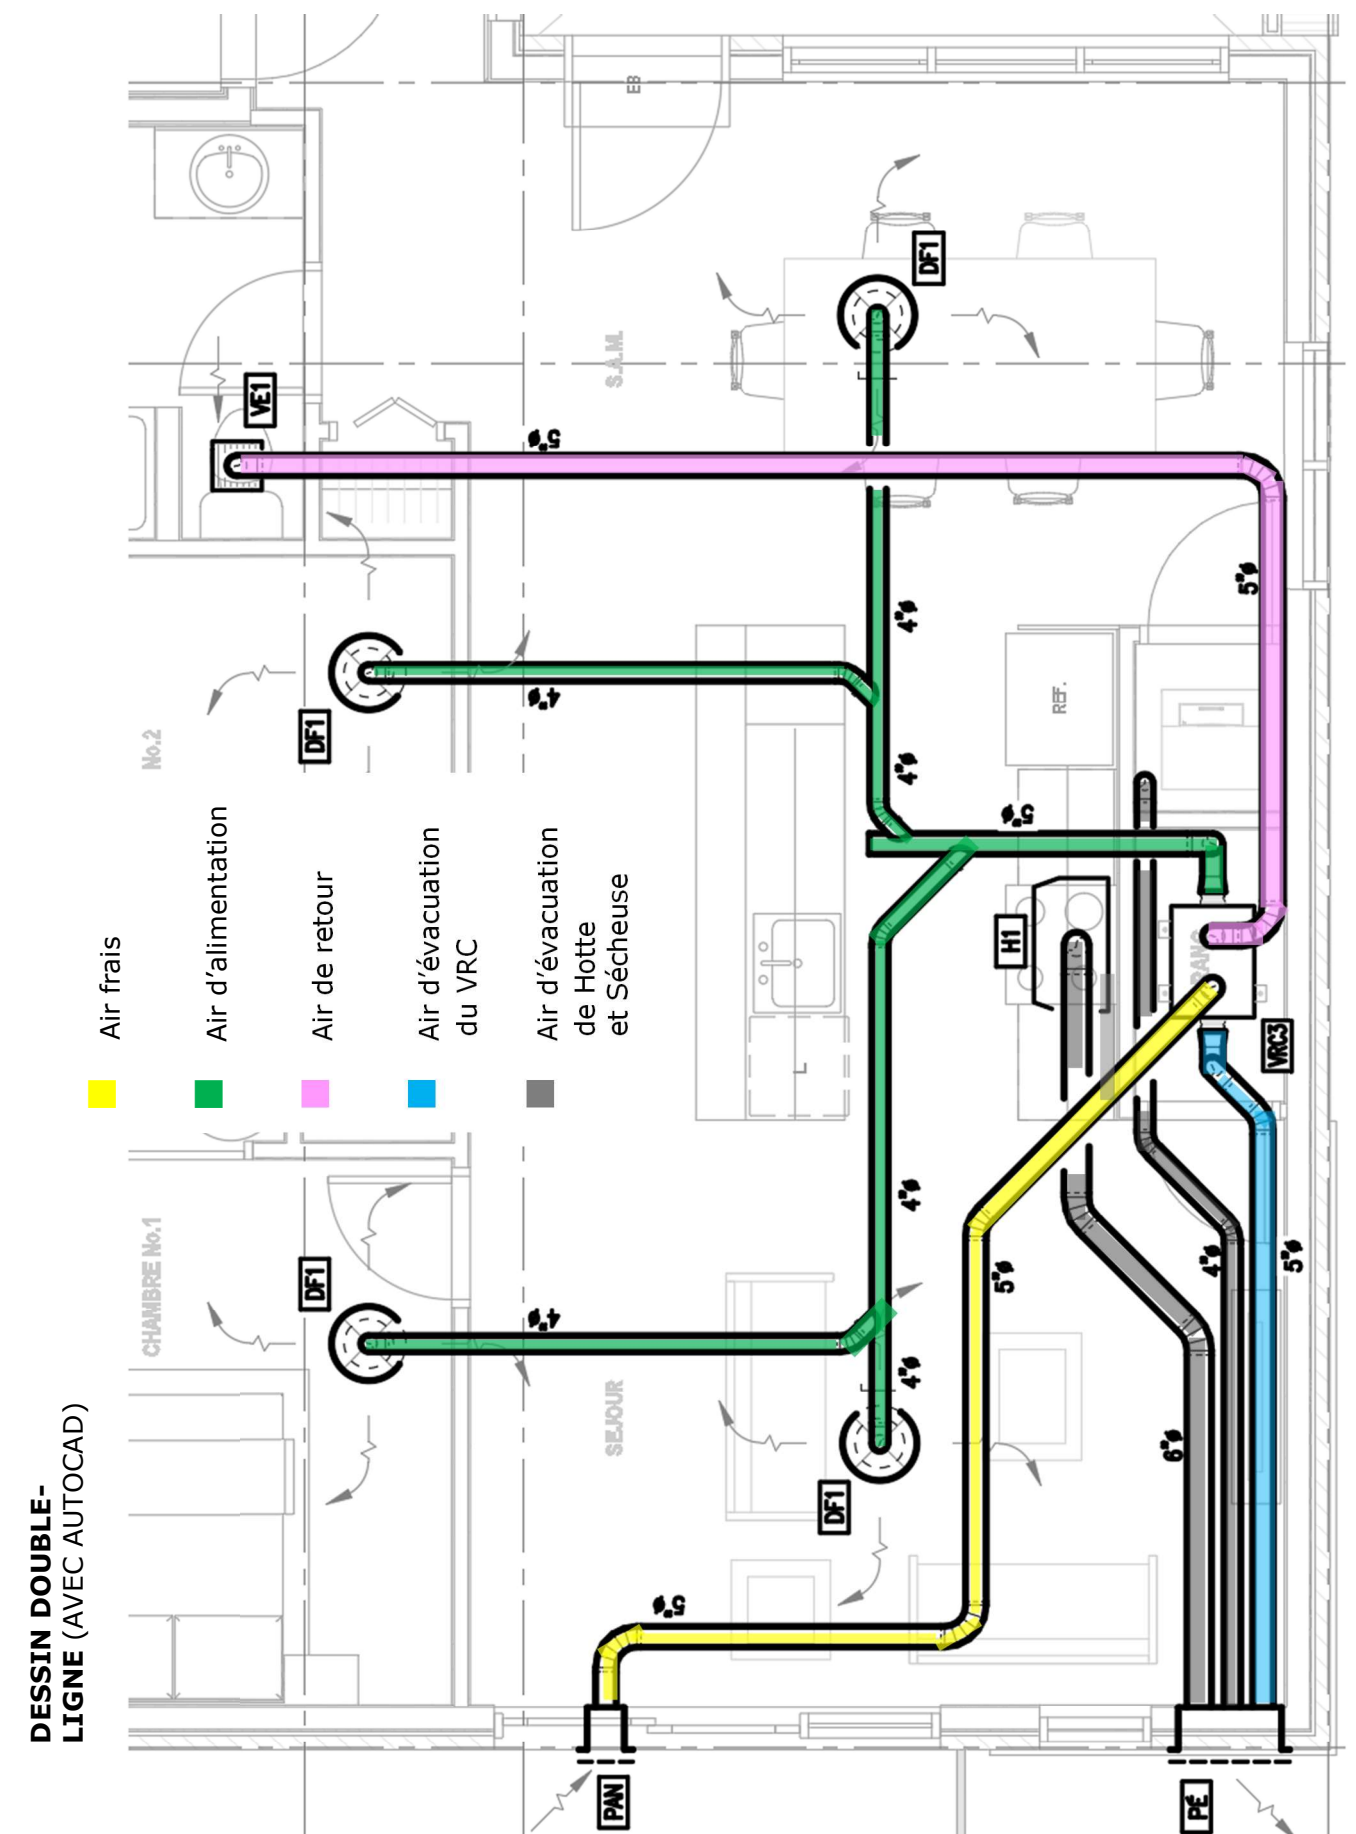 DESSIN DOUBLE-
LIGNE (AVEC AUTOCAD)
Air frais
Air d'alimentation
Air de retour
Air d'évacuation
du VRC
Air d'évacuation
de Hotte
et Sécheuse
CHAMBRE No.1
No.2
SEJOUR
S.A.M.
EB
REF.
L
VE1
DF1
DF1
DF1
DF1
H1
VRC3
PAN
PÉ
5"ø
5"ø
5"ø
5"ø
5"ø
5"ø
4"ø
4"ø
4"ø
4"ø
4"ø
4"ø
4"ø
6"ø